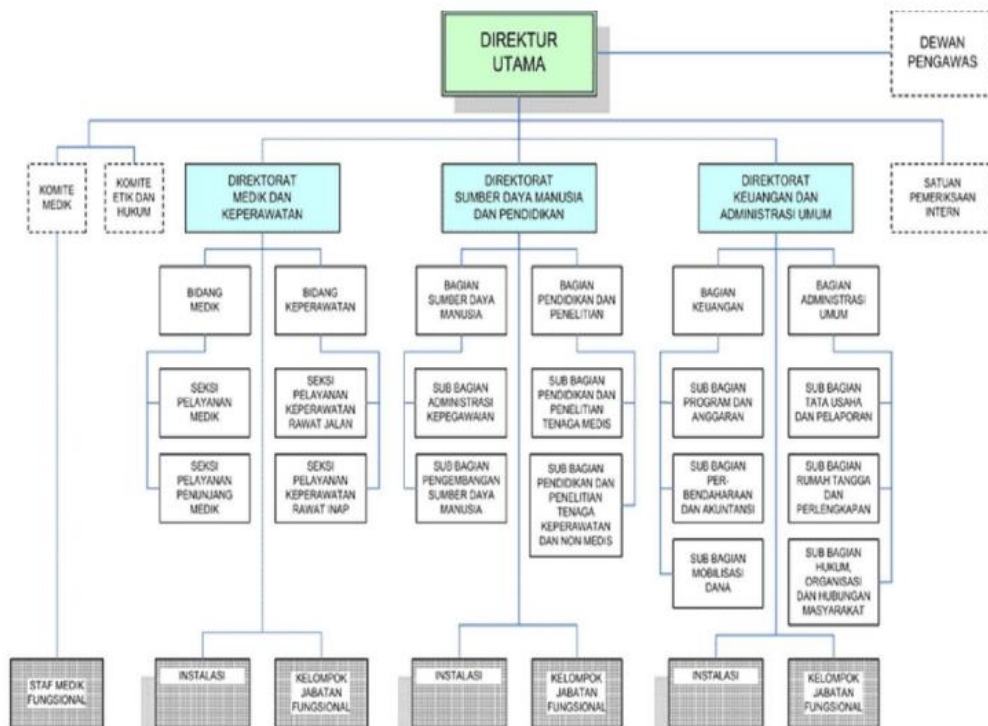 DIREKTUR
UTAMA
DEWAN
PENGAWAS
KOMITE
MEDIK
KOMITE
ETIK DAN
HUKUM
DIREKTORAT
MEDIK DAN
KEPERAWATAN
DIREKTORAT
SUMBER DAYA MANUSIA
DAN PENDIDIKAN
DIREKTORAT
KEUANGAN DAN
ADMINISTRASI UMUM
SATUAN
PEMERIKSAAN
INTERN
BIDANG
MEDIK
BIDANG
KEPERAWATAN
BAGIAN
SUMBER DAYA
MANUSIA
BAGIAN
PENDIDIKAN DAN
PENELITIAN
BAGIAN
KEUANGAN
BAGIAN
ADMINISTRASI
UMUM
SEKSI
PELAYANAN
MEDIK
SEKSI
PELAYANAN
KEPERAWATAN
RAWAT JALAN
SUB BAGIAN
ADMINISTRASI
KEPEGAWAIAN
SUB BAGIAN
PENDIDIKAN DAN
PENELITIAN
TENAGA MEDIS
SUB BAGIAN
PROGRAM DAN
ANGGARAN
SUB BAGIAN
TATA USAHA
DAN PELAPORAN
SEKSI
PELAYANAN
PENUNJANG
MEDIK
SEKSI
PELAYANAN
KEPERAWATAN
RAWAT INAP
SUB BAGIAN
PENGEMBANGAN
SUMBER DAYA
MANUSIA
SUB BAGIAN
PENDIDIKAN DAN
PENELITIAN
TENAGA
KEPERAWATAN
DAN NON MEDIS
SUB BAGIAN
PER-
BENDAHARAAN
DAN AKUNTANSI
SUB BAGIAN
RUMAH TANGGA
DAN
PERLENGKAPAN
SUB BAGIAN
MOBILISASI
DANA
SUB BAGIAN
HUKUM,
ORGANISASI
DAN HUBUNGAN
MASYARAKAT
STAF MEDIK
FUNGSIONAL
INSTALASI
KELOMPOK
JABATAN
FUNGSIONAL
INSTALASI
KELOMPOK
JABATAN
FUNGSIONAL
INSTALASI
KELOMPOK
JABATAN
FUNGSIONAL